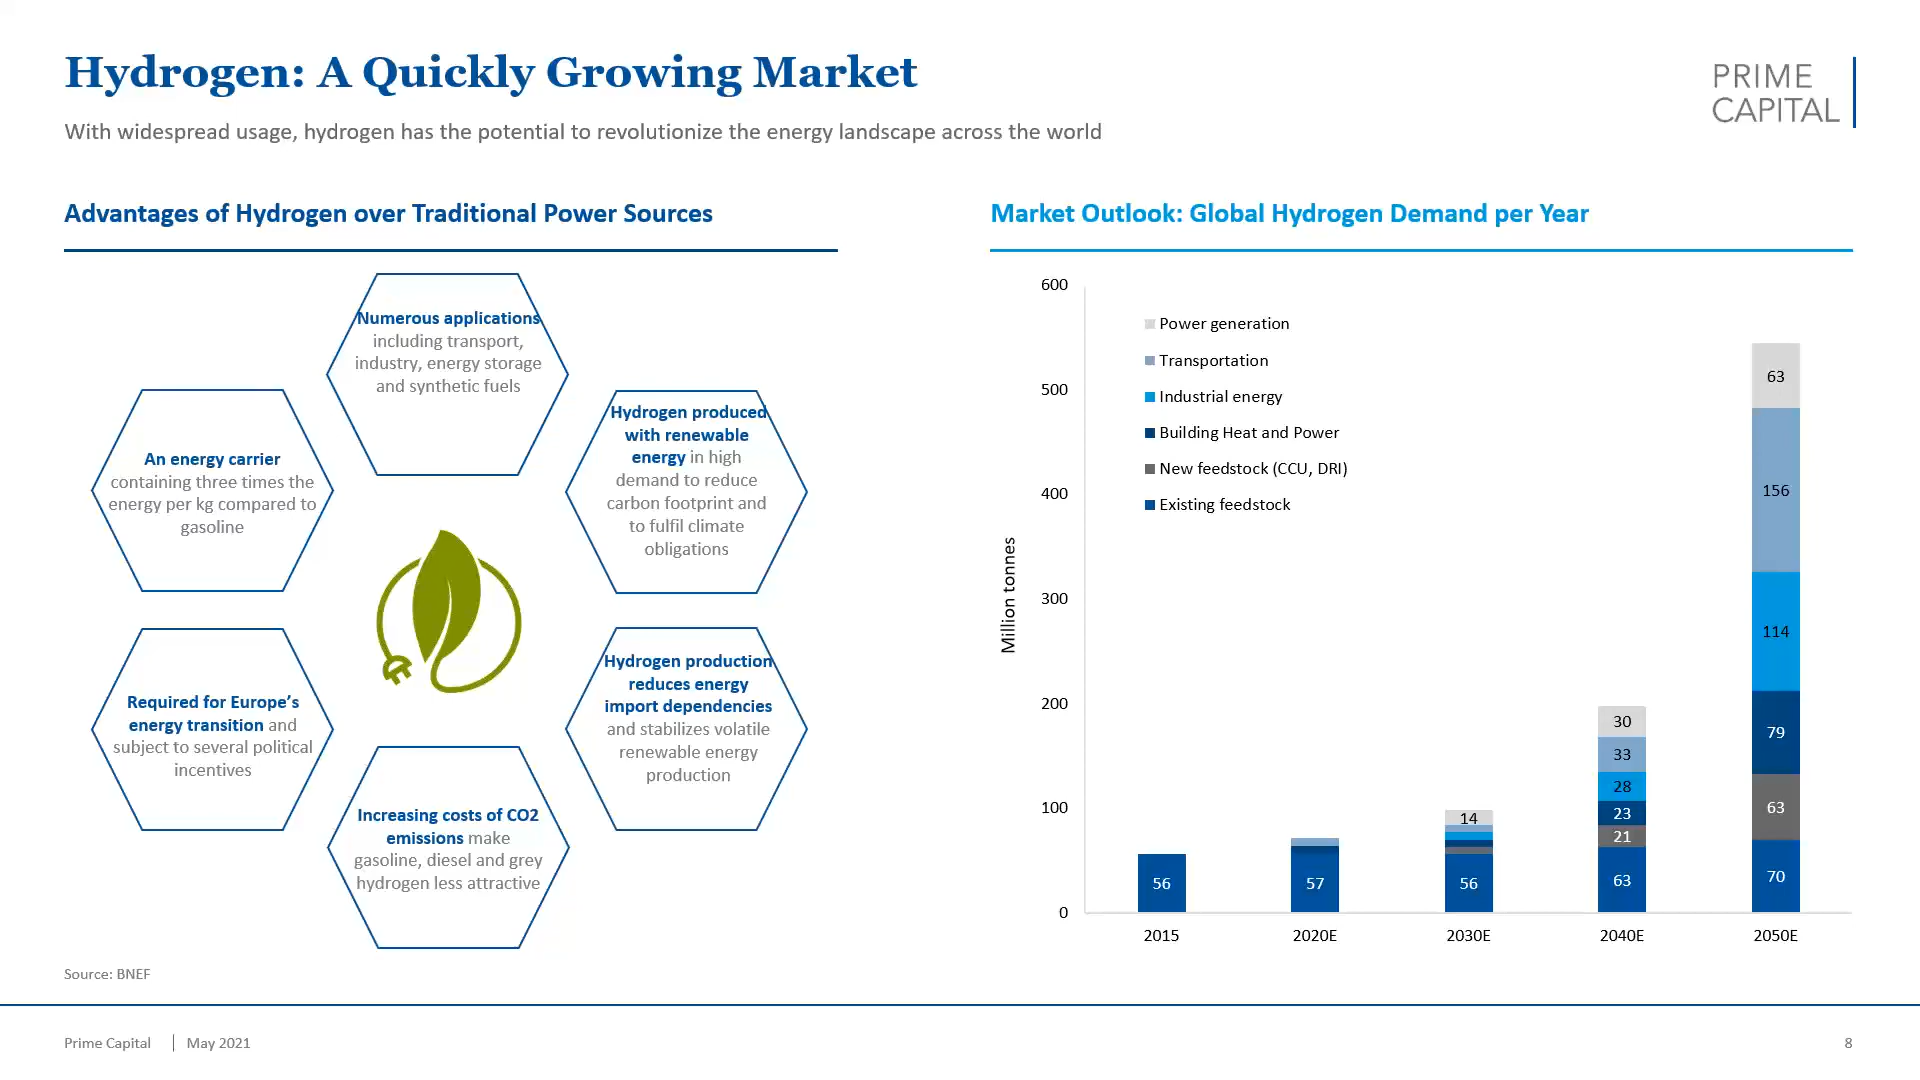 Hydrogen: A Quickly Growing Market
With widespread usage, hydrogen has the potential to revolutionize the energy landscape across the world
PRIME
CAPITAL
Advantages of Hydrogen over Traditional Power Sources
Numerous applications
including transport,
industry, energy storage
and synthetic fuels
An energy carrier
containing three times the
energy per kg compared to
gasoline
Hydrogen produced
with renewable
energy in high
demand to reduce
carbon footprint and
to fulfil climate
obligations
Required for Europe’s
energy transition and
subject to several political
incentives
Hydrogen production
reduces energy
import dependencies
and stabilizes volatile
renewable energy
production
Increasing costs of CO2
emissions make
gasoline, diesel and grey
hydrogen less attractive
Market Outlook: Global Hydrogen Demand per Year
Million tonnes
600
500
400
300
200
100
0
Power generation
Transportation
Industrial energy
Building Heat and Power
New feedstock (CCU, DRI)
Existing feedstock
56
57
14
56
30
33
28
23
21
63
63
156
114
79
63
70
2015
2020E
2030E
2040E
2050E
Source: BNEF
Prime Capital | May 2021
8